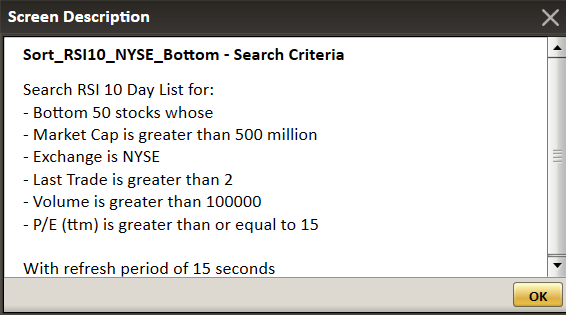 Screen Description
Sort_RSI10_NYSE_Bottom - Search Criteria
Search RSI 10 Day List for:
- Bottom 50 stocks whose
- Market Cap is greater than 500 million
- Exchange is NYSE
- Last Trade is greater than 2
- Volume is greater than 100000
- P/E (ttm) is greater than or equal to 15
With refresh period of 15 seconds
OK